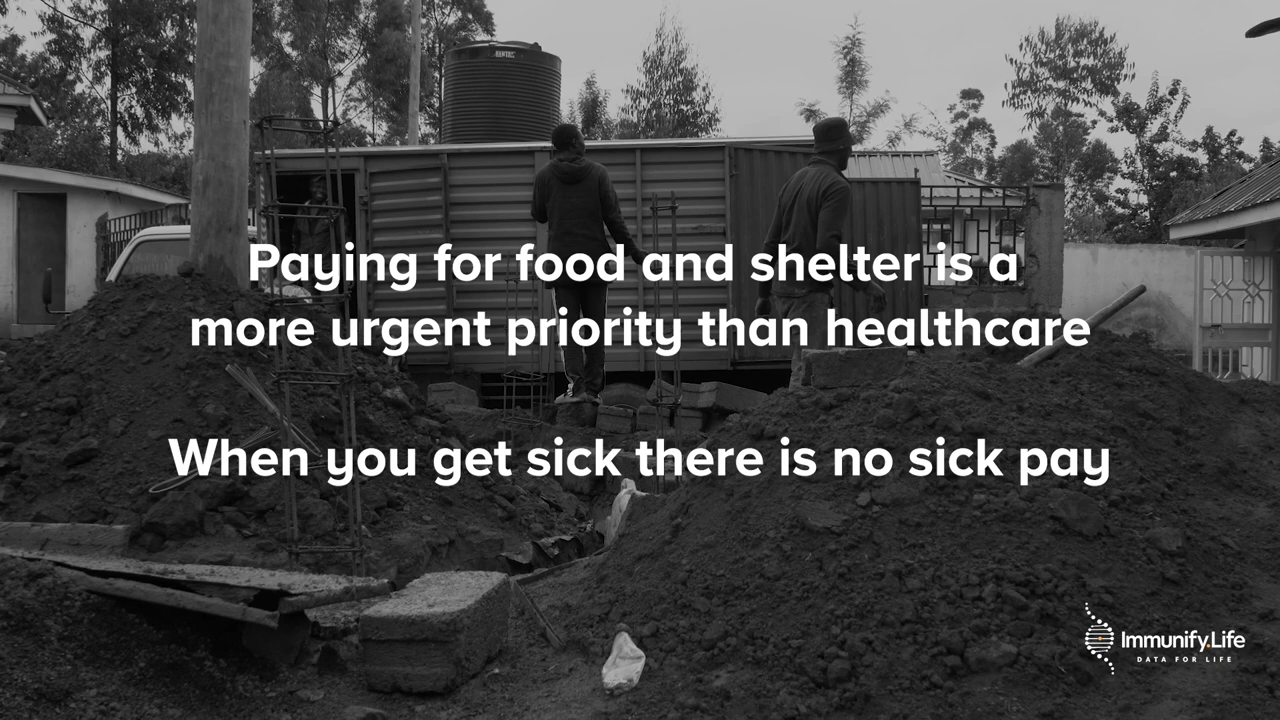 Paying for food and shelter is a
more urgent priority than healthcare
When you get sick there is no sick pay
Immunify.Life
DATA FOR LIFE